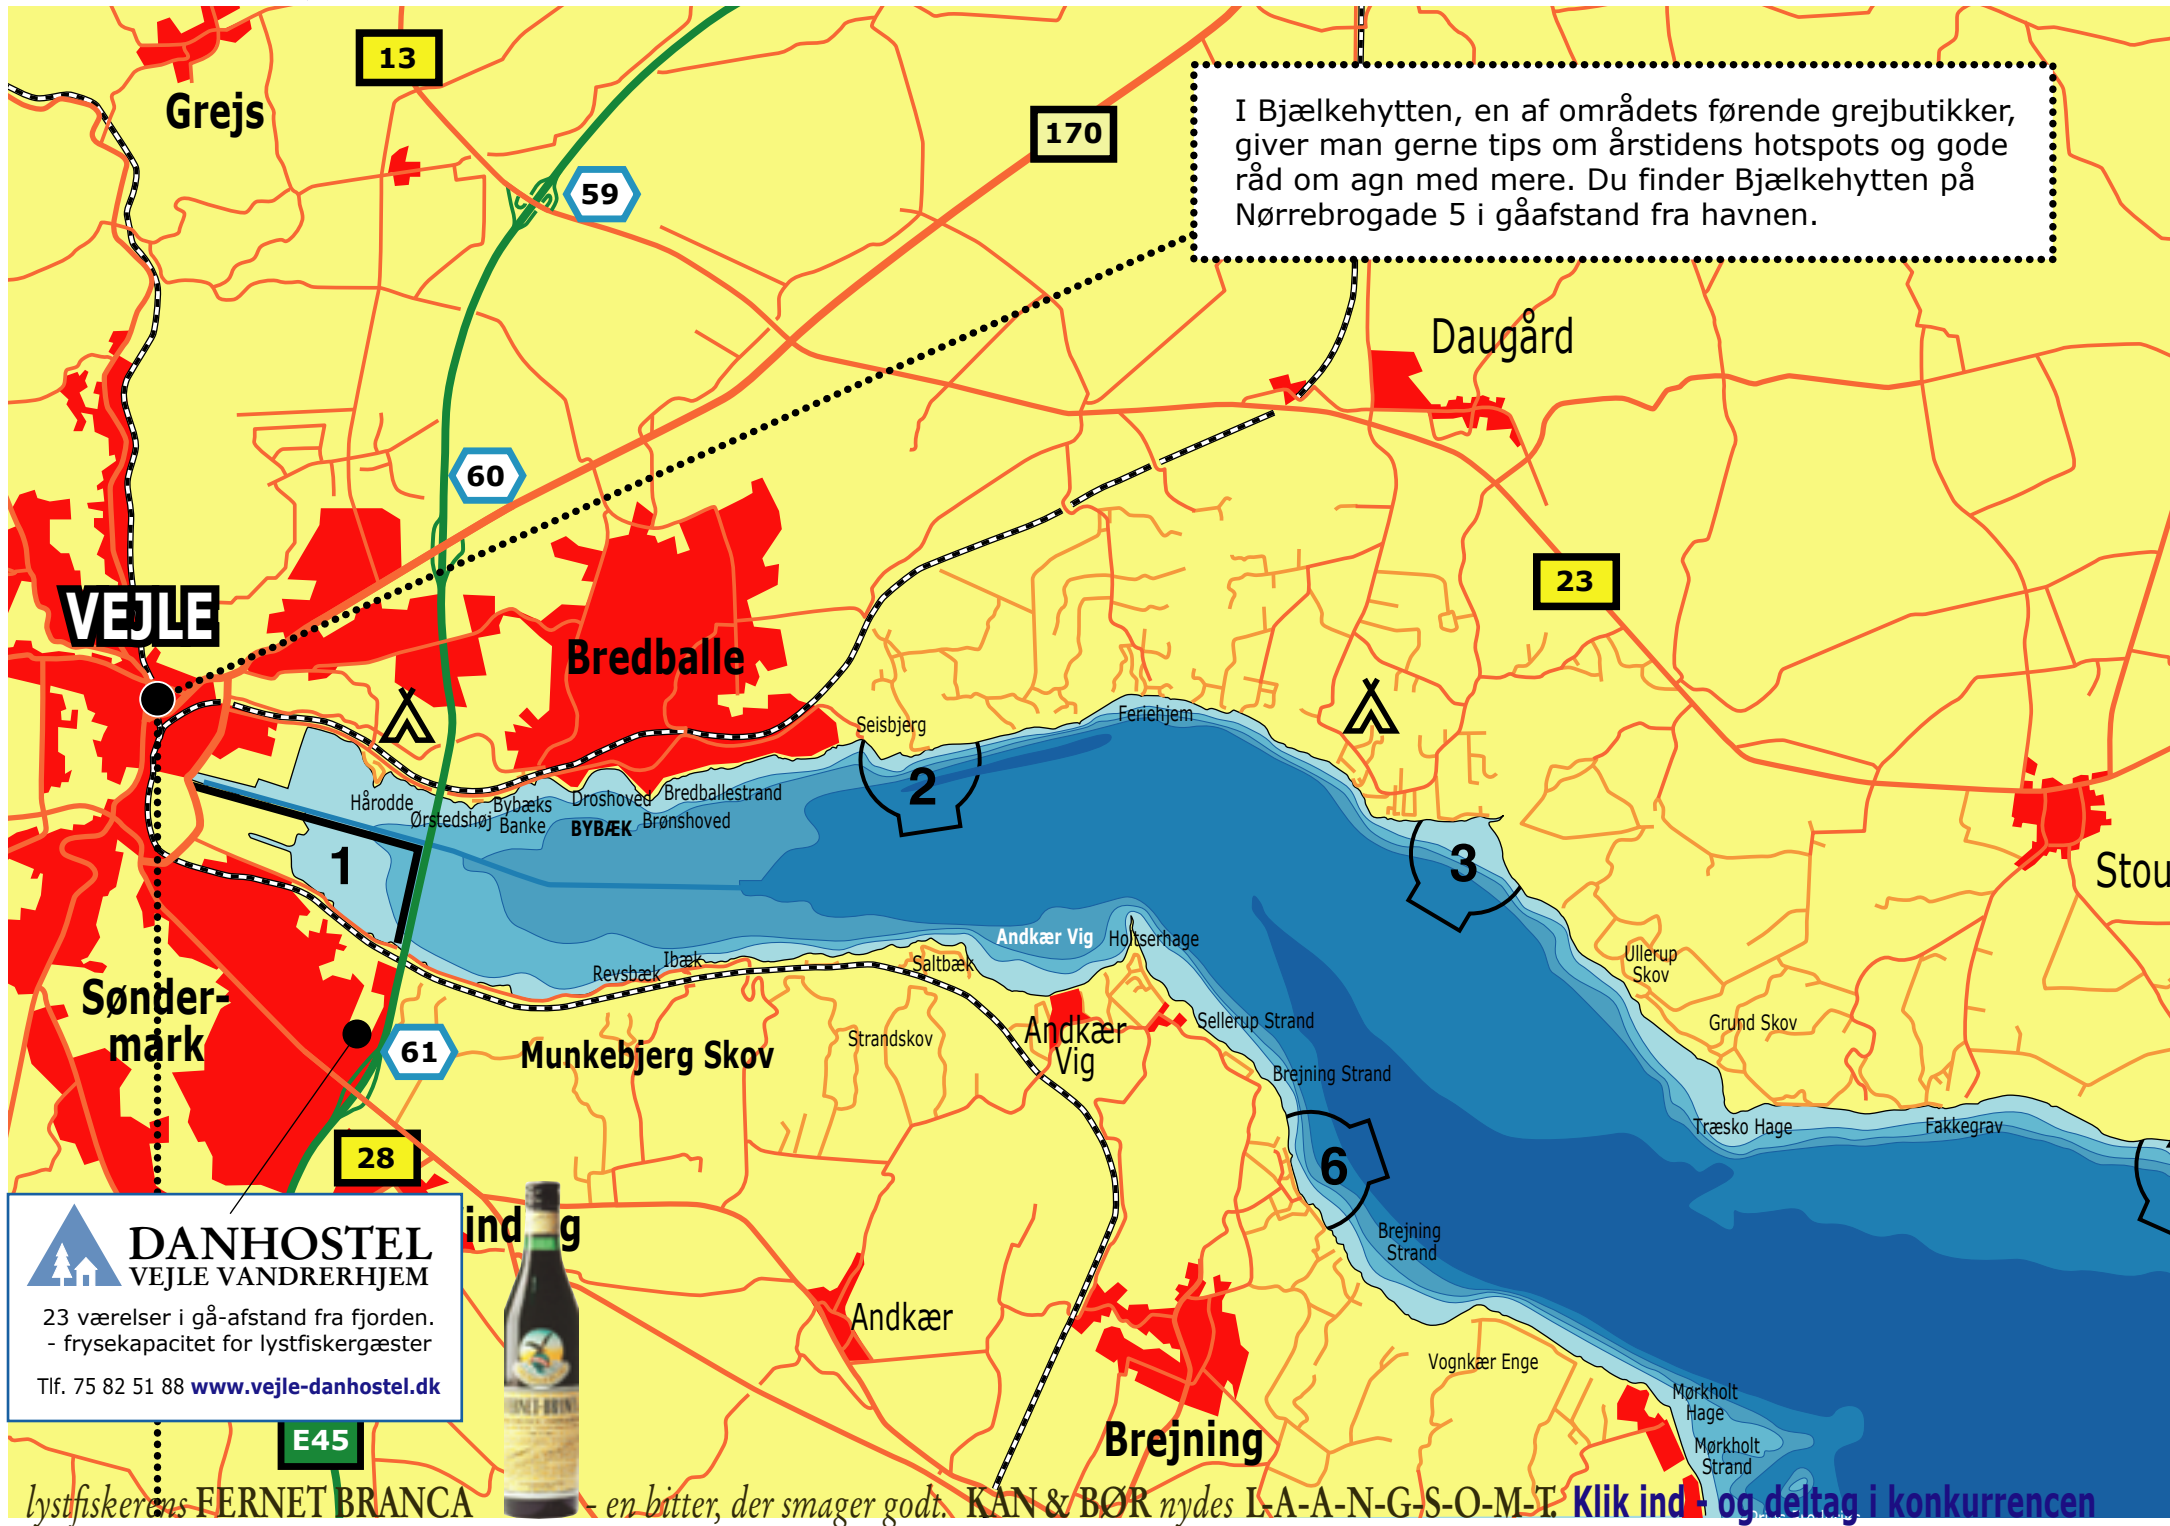 13
Grejs
59
170
I Bjælkehytten, en af områdets førende grejbutikker,
giver man gerne tips om årstidens hotspots og gode
råd om agn med mere. Du finder Bjælkehytten på
Nørrebrogade 5 i gåafstand fra havnen.
Daugård
60
23
VEJLE
Bredballe
Seisbjerg
Feriehjem
Hårodde
Ørstedshøj
Bybæks
Banke
Droshoved
BYBÆK
Bredballestrand
Brønshoved
2
1
3
Stou
Andkær Vig
Holtserhage
Ibæk
Revsbæk
Saltbæk
Ullerup
Skov
Grund Skov
Sønder-
mark
61
Munkebjerg Skov
Strandskov
Andkær
Vig
Sellerup Strand
Brejning Strand
Træsko Hage
Fakkegrav
28
6
Brejning
Strand
ind g
DANHOSTEL
VEJLE VANDRERHJEM
23 værelser i gå-afstand fra fjorden.
- frysekapacitet for lystfiskergæster
Tlf. 75 82 51 88 www.vejle-danhostel.dk
Andkær
Vognkær Enge
Mørkholt
Hage
Mørkholt
Strand
Brejning
E45
FERNET-BRANCA
lystfiskerens FERNET BRANCA - en bitter, der smager godt. KAN & BØR nydes L-A-A-N-G-S-O-M-T. Klik ind - og deltag i konkurrencen